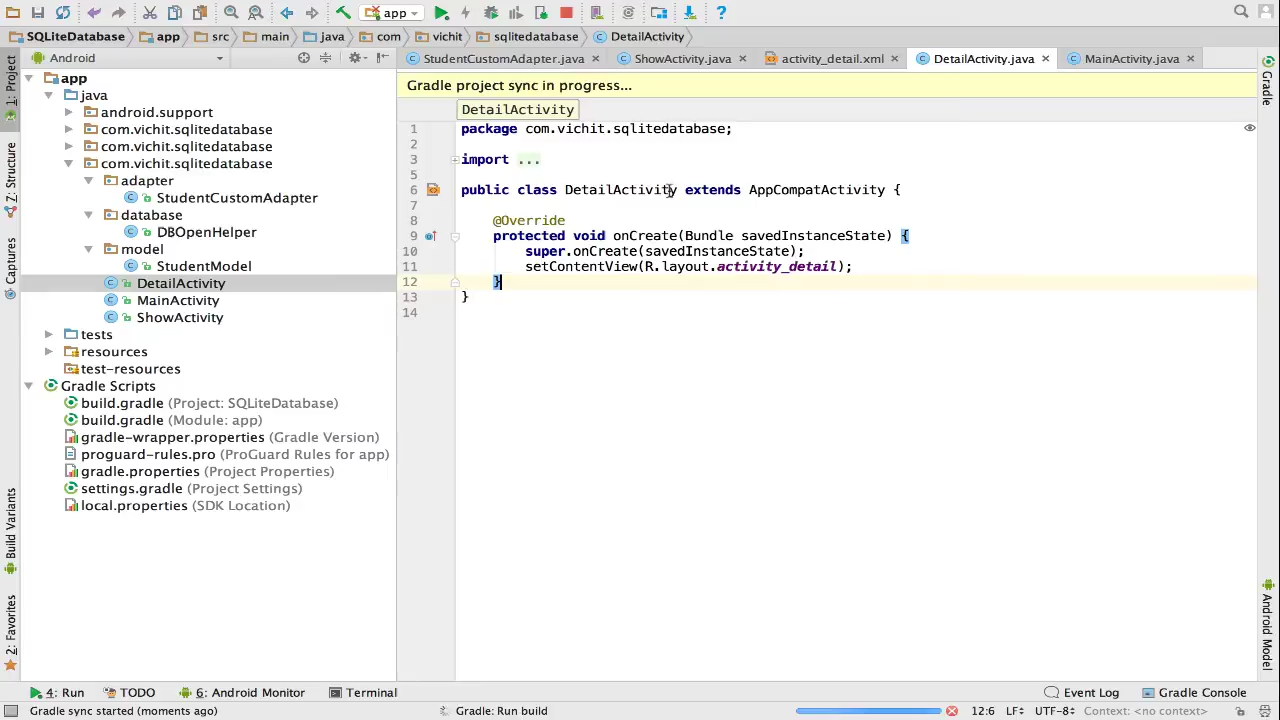 app
SQLiteDatabase app src main java com vichit sqlitedatabase DetailActivity
Android
StudentCustomAdapter.java ShowActivity.java activity_detail.xml DetailActivity.java MainActivity.java
1: Project
Z: Structure
Captures
Build Variants
2: Favorites
app
java
android.support
com.vichit.sqlitedatabase
com.vichit.sqlitedatabase
com.vichit.sqlitedatabase
adapter
StudentCustomAdapter
database
DBOpenHelper
model
StudentModel
DetailActivity
MainActivity
ShowActivity
tests
resources
test-resources
Gradle Scripts
build.gradle (Project: SQLiteDatabase)
build.gradle (Module: app)
gradle-wrapper.properties (Gradle Version)
proguard-rules.pro (ProGuard Rules for app)
gradle.properties (Project Properties)
settings.gradle (Project Settings)
local.properties (SDK Location)
Gradle project sync in progress...
DetailActivity
1 package com.vichit.sqlitedatabase;
2
3 import ...
5
6 public class DetailActivity extends AppCompatActivity {
7
8 @Override
9 protected void onCreate(Bundle savedInstanceState) {
10 super.onCreate(savedInstanceState);
11 setContentView(R.layout.activity_detail);
12 }
13 }
14
Gradle
Android Model
4: Run TODO 6: Android Monitor Terminal Event Log Gradle Console
Gradle sync started (moments ago) Gradle: Run build 12:6 LF UTF-8 Context: <no context>